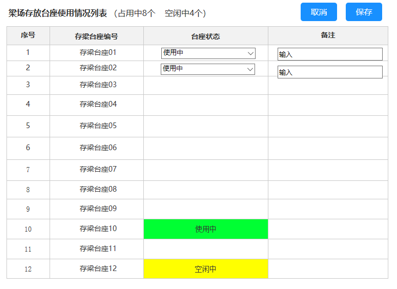 梁场存放台座使用情况列表 （占用中8个 空闲中4个） 取消 保存
序号 存梁台座编号 台座状态 备注
1 存梁台座01 使用中 输入
2 存梁台座02 使用中 输入
3 存梁台座03
4 存梁台座04
5 存梁台座05
6 存梁台座06
7 存梁台座07
8 存梁台座08
9 存梁台座09
10 存梁台座10 使用中
11 存梁台座11
12 存梁台座12 空闲中